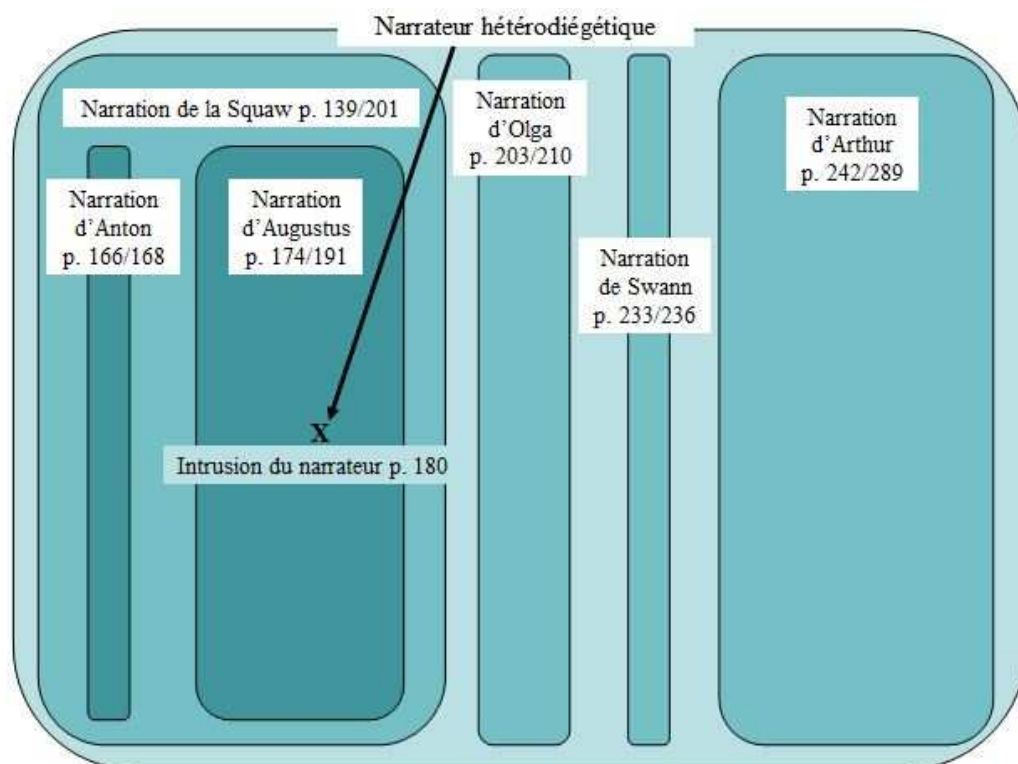 Narrateur hétérodiégétique
Narration de la Squaw p. 139/201
Narration
d'Anton
p. 166/168
Narration
d'Augustus
p. 174/191
X
Intrusion du narrateur p. 180
Narration
d'Olga
p. 203/210
Narration
de Swann
p. 233/236
Narration
d'Arthur
p. 242/289